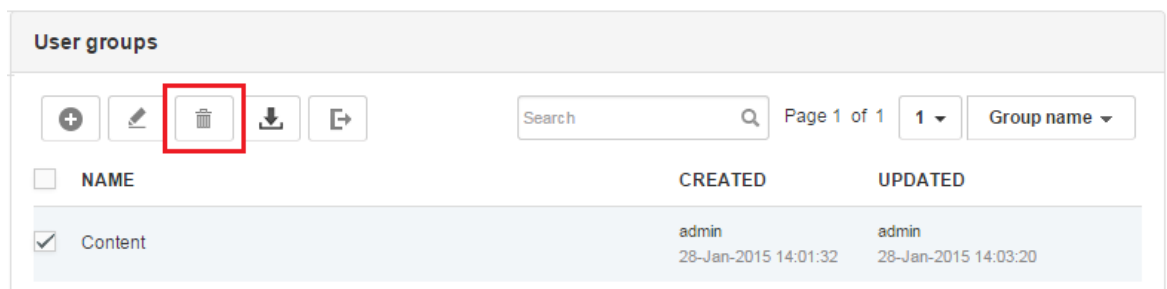 User groups
Search Page 1 of 1 1 Group name
NAME CREATED UPDATED
Content admin admin
28-Jan-2015 14:01:32 28-Jan-2015 14:03:20